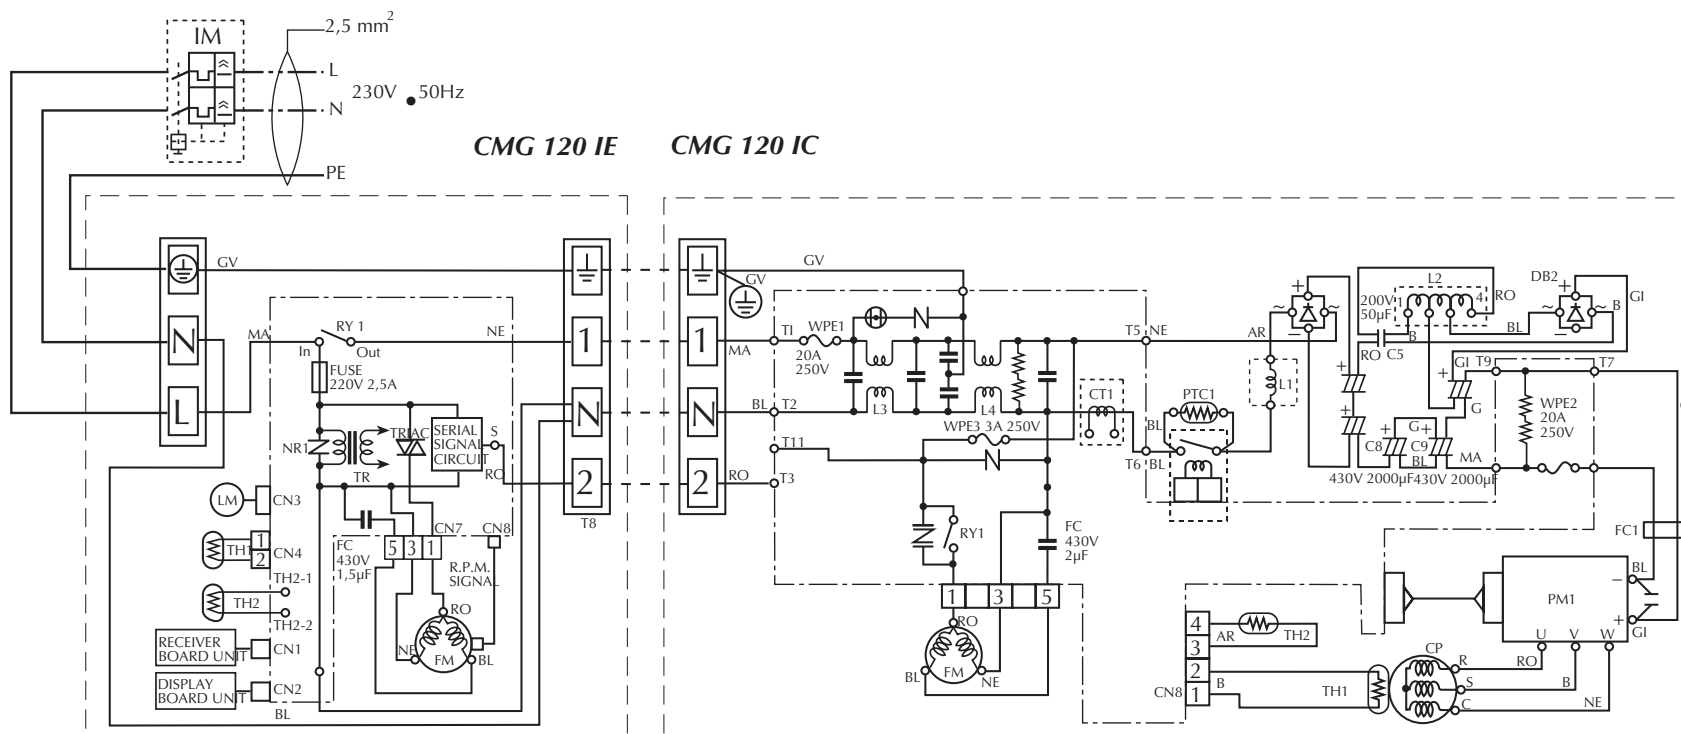 IM
2,5 mm2
L
230V • 50Hz
N
PE
CMG 120 IE
CMG 120 IC
GV
N
L
MA
In
RY 1
Out
NE
FUSE
220V 2,5A
NR1
TR
TRIAC
SERIAL
SIGNAL
CIRCUIT
S
RO
1
N
2
T8
LM
CN3
TH1
1
2
CN4
TH2
TH2-1
TH2-2
RECEIVER
BOARD UNIT
CN1
DISPLAY
BOARD UNIT
CN2
BL
FC
430V
1,5µF
5 3 1
CN7
CN8
R.P.M.
SIGNAL
RO
NE
FM
BL
1
N
2
GV
GV
MA
BL
RO
T1
WPE1
20A
250V
T2
T11
T3
L3
L4
WPE3 3A 250V
CT1
T5
NE
T6
BL
BL
PTC1
RY1
FC
430V
2µF
1 3 5
RO
BL
FM
NE
AR
L1
+
~
~
–
200V
50µF
L2
1
4
RO
B
BL
RO C5
DB2
+
~
~
–
B
GI
+
+
C8
+
G
+
C9
BL
430V 2000µF
430V 2000µF
+
GI
G
MA
T9
T7
WPE2
20A
250V
FC1
BL
–
PM1
+
GI
U V W
4
3
2
1
CN8
AR
TH2
B
TH1
CP
R
S
C
RO
B
NE